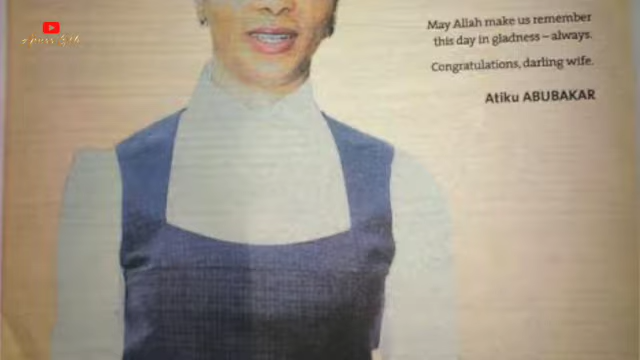 May Allah make us remember
this day in gladness – always.
Congratulations, darling wife.
Atiku ABUBAKAR